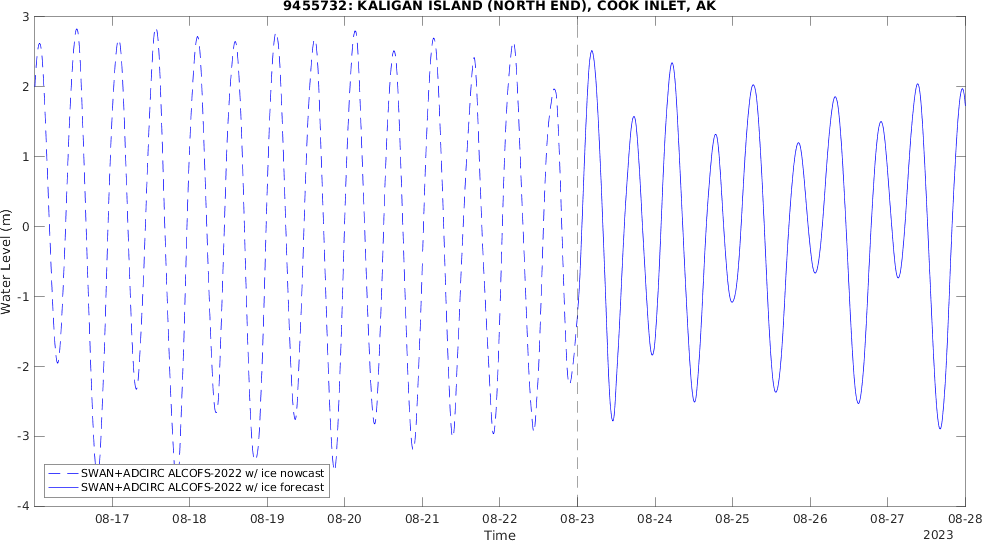 9455732: KALIGAN ISLAND (NORTH END), COOK INLET, AK
3
2
1
0
-1
-2
-3
-4
Water Level (m)
SWAN+ADCIRC ALCOFS-2022 w/ ice nowcast
SWAN+ADCIRC ALCOFS-2022 w/ ice forecast
08-17 08-18 08-19 08-20 08-21 08-22 08-23 08-24 08-25 08-26 08-27 08-28
Time
2023